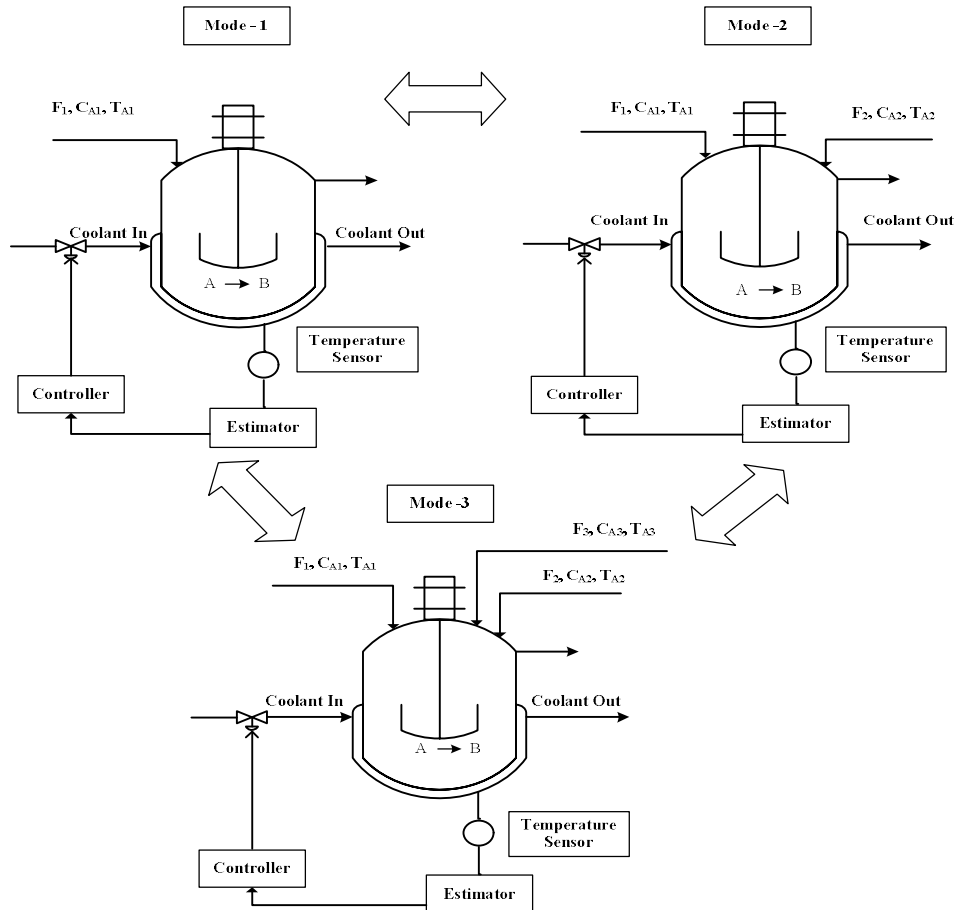 Mode -1
Mode -2
F1, CA1, TA1
F1, CA1, TA1
F2, CA2, TA2
Coolant In
Coolant Out
Coolant In
Coolant Out
A → B
A → B
Temperature
Sensor
Temperature
Sensor
Controller
Controller
Estimator
Estimator
Mode -3
F3, CA3, TA3
F1, CA1, TA1
F2, CA2, TA2
Coolant In
Coolant Out
A → B
Temperature
Sensor
Controller
Estimator